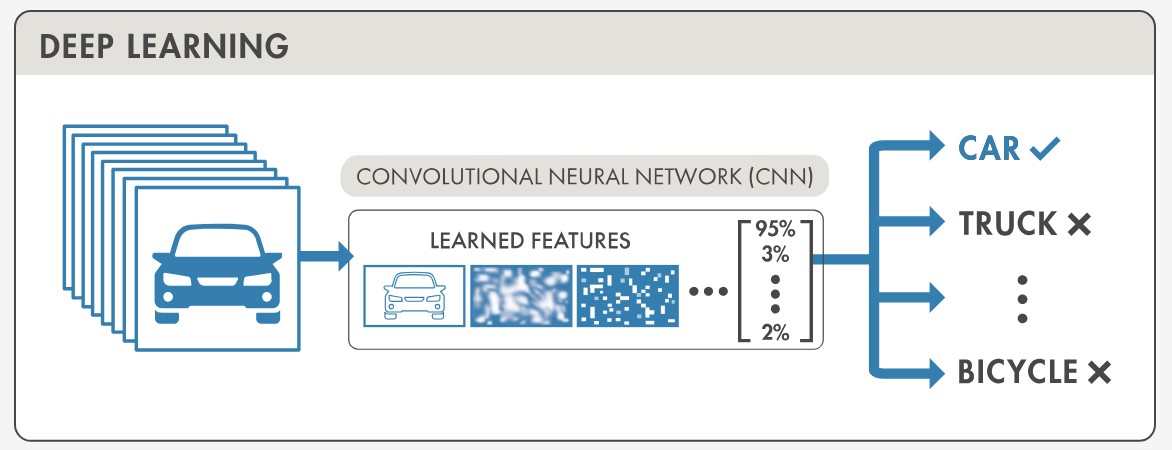 DEEP LEARNING
CONVOLUTIONAL NEURAL NETWORK (CNN)
LEARNED FEATURES
95%
3%
2%
CAR
TRUCK
BICYCLE